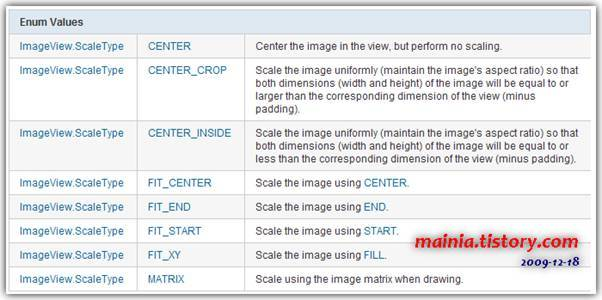 Enum Values
ImageView.ScaleType CENTER Center the image in the view, but perform no scaling.
ImageView.ScaleType CENTER_CROP Scale the image uniformly (maintain the image's aspect ratio) so that
both dimensions (width and height) of the image will be equal to or
larger than the corresponding dimension of the view (minus
padding).
ImageView.ScaleType CENTER_INSIDE Scale the image uniformly (maintain the image's aspect ratio) so that
both dimensions (width and height) of the image will be equal to or
less than the corresponding dimension of the view (minus padding).
ImageView.ScaleType FIT_CENTER Scale the image using CENTER.
ImageView.ScaleType FIT_END Scale the image using END.
ImageView.ScaleType FIT_START Scale the image using START.
ImageView.ScaleType FIT_XY Scale the image using FILL.
ImageView.ScaleType MATRIX Scale using the image matrix when drawing.
mainia.tistory.com
2009-12-18